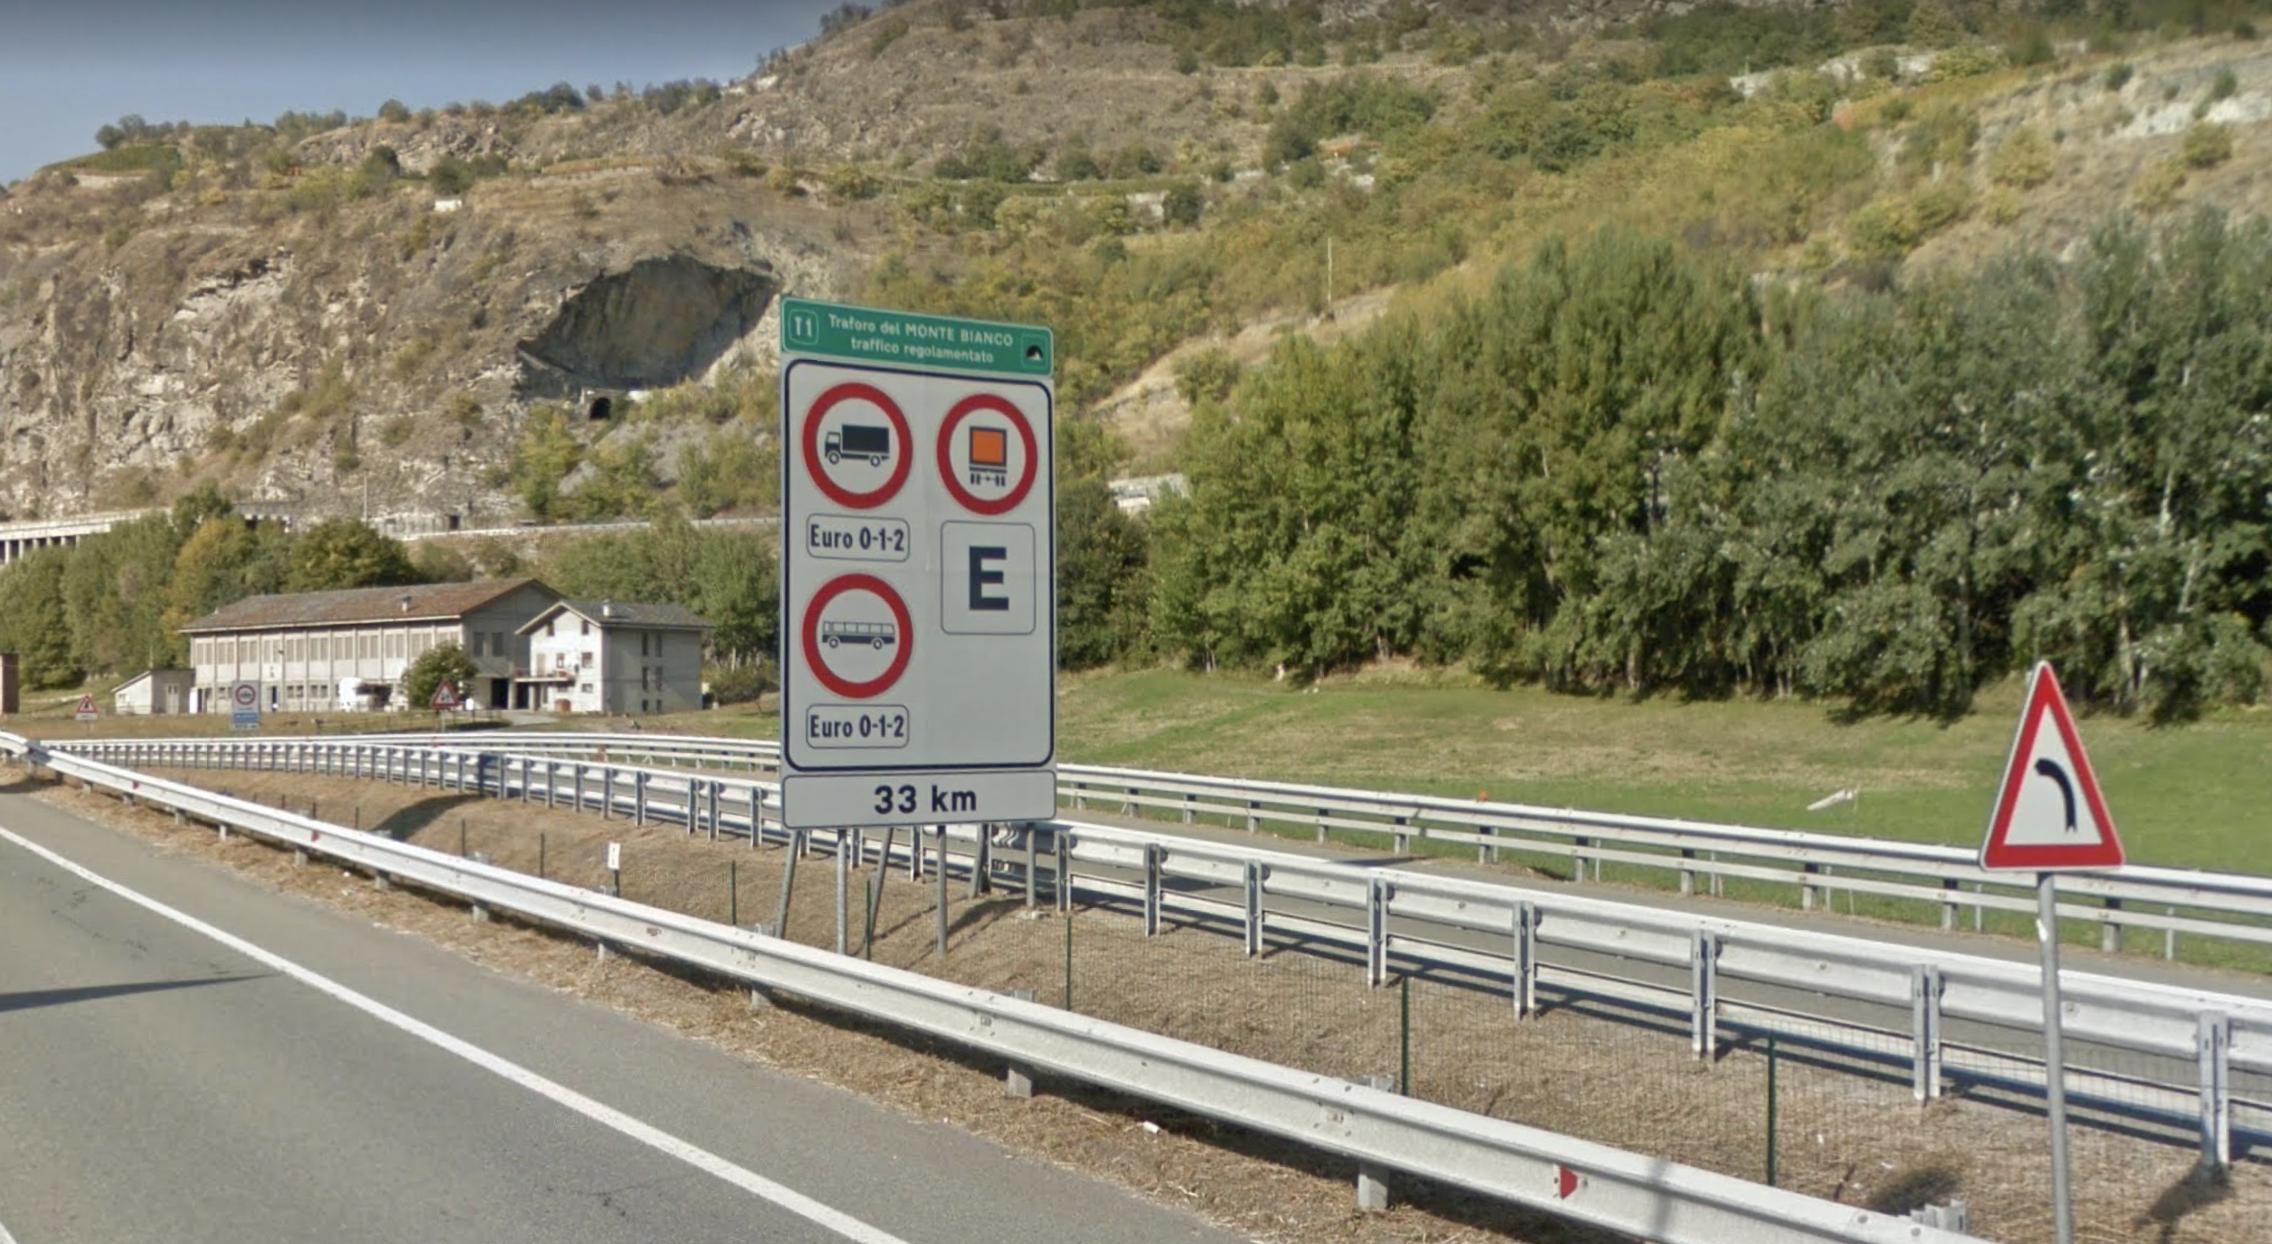 T1
Traforo del MONTE BIANCO
traffico regolamentato
Euro 0-1-2
E
Euro 0-1-2
33 km